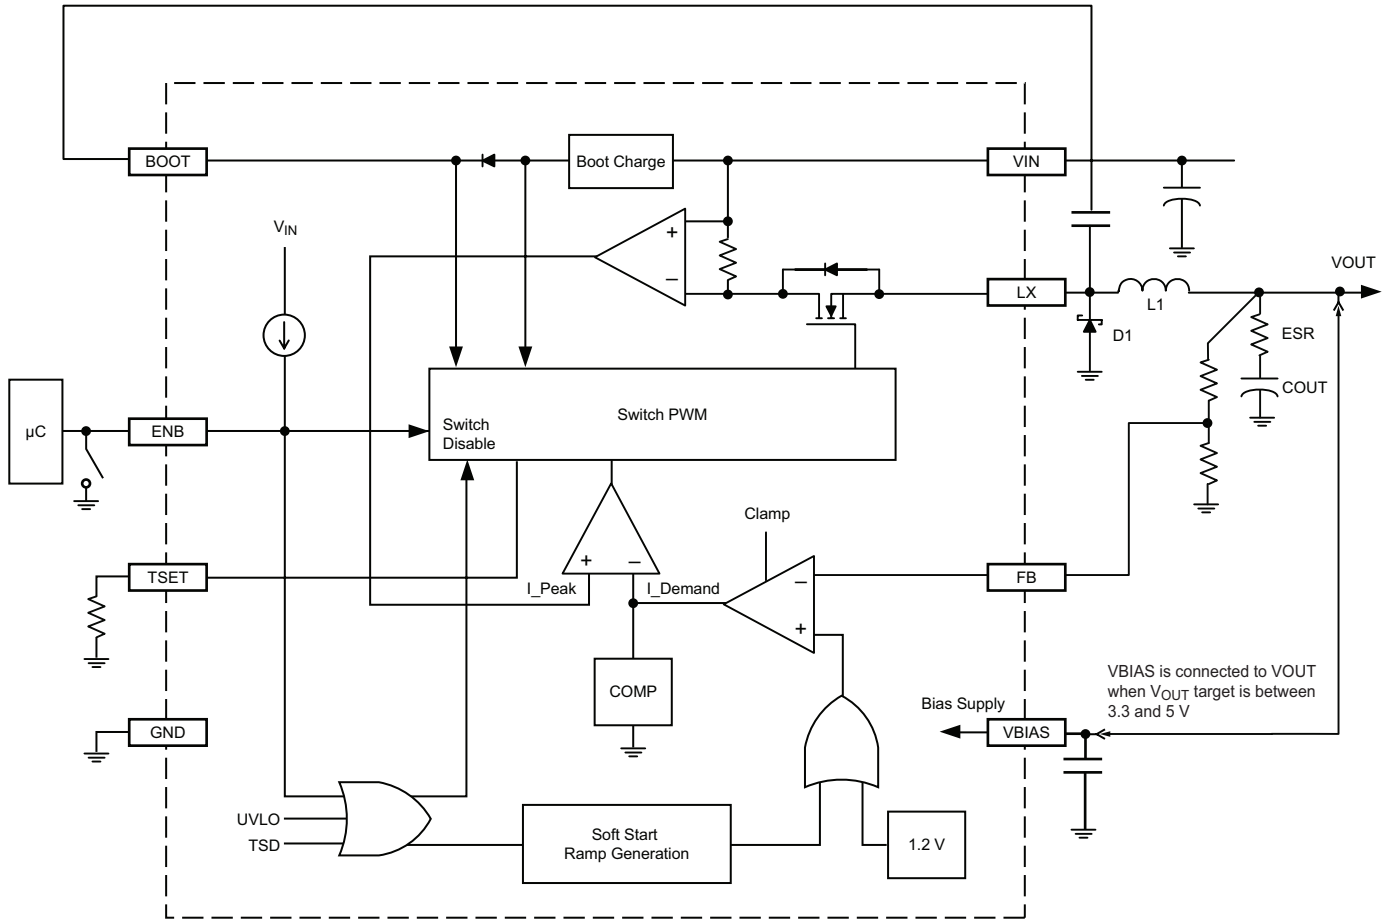 BOOT
Boot Charge
VIN
+
–
VIN
LX
VOUT
L1
D1
ESR
COUT
µC
ENB
Switch
Disable
Switch PWM
Clamp
TSET
+
–
I_Peak
I_Demand
–
+
FB
COMP
GND
Bias Supply
VBIAS
VBIAS is connected to VOUT
when VOUT target is between
3.3 and 5 V
UVLO
TSD
Soft Start
Ramp Generation
1.2 V